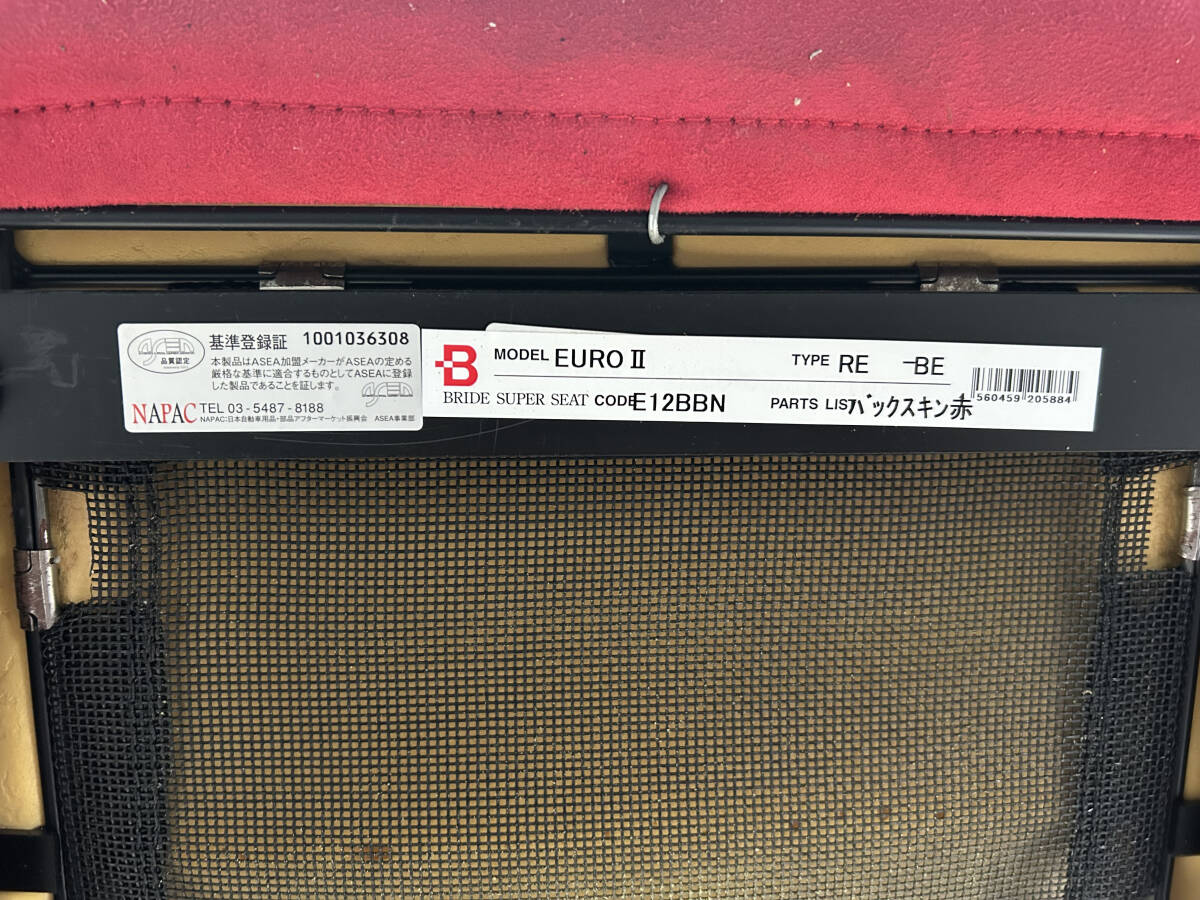 基準登録証 1001036308
品質認定
本製品はASEA加盟メーカーがASEAの定める
厳格な基準に適合するものとしてASEAに登録
した製品であることを証します。
ASEA
NAPAC TEL 03-5487-8188
NAPAC:日本自動車用品・部品アフターマーケット振興会 ASEA事業部
B MODEL EURO II TYPE RE -BE
BRIDE SUPER SEAT CODE E12BBN PARTS LIST バックスキン赤
560459 205884